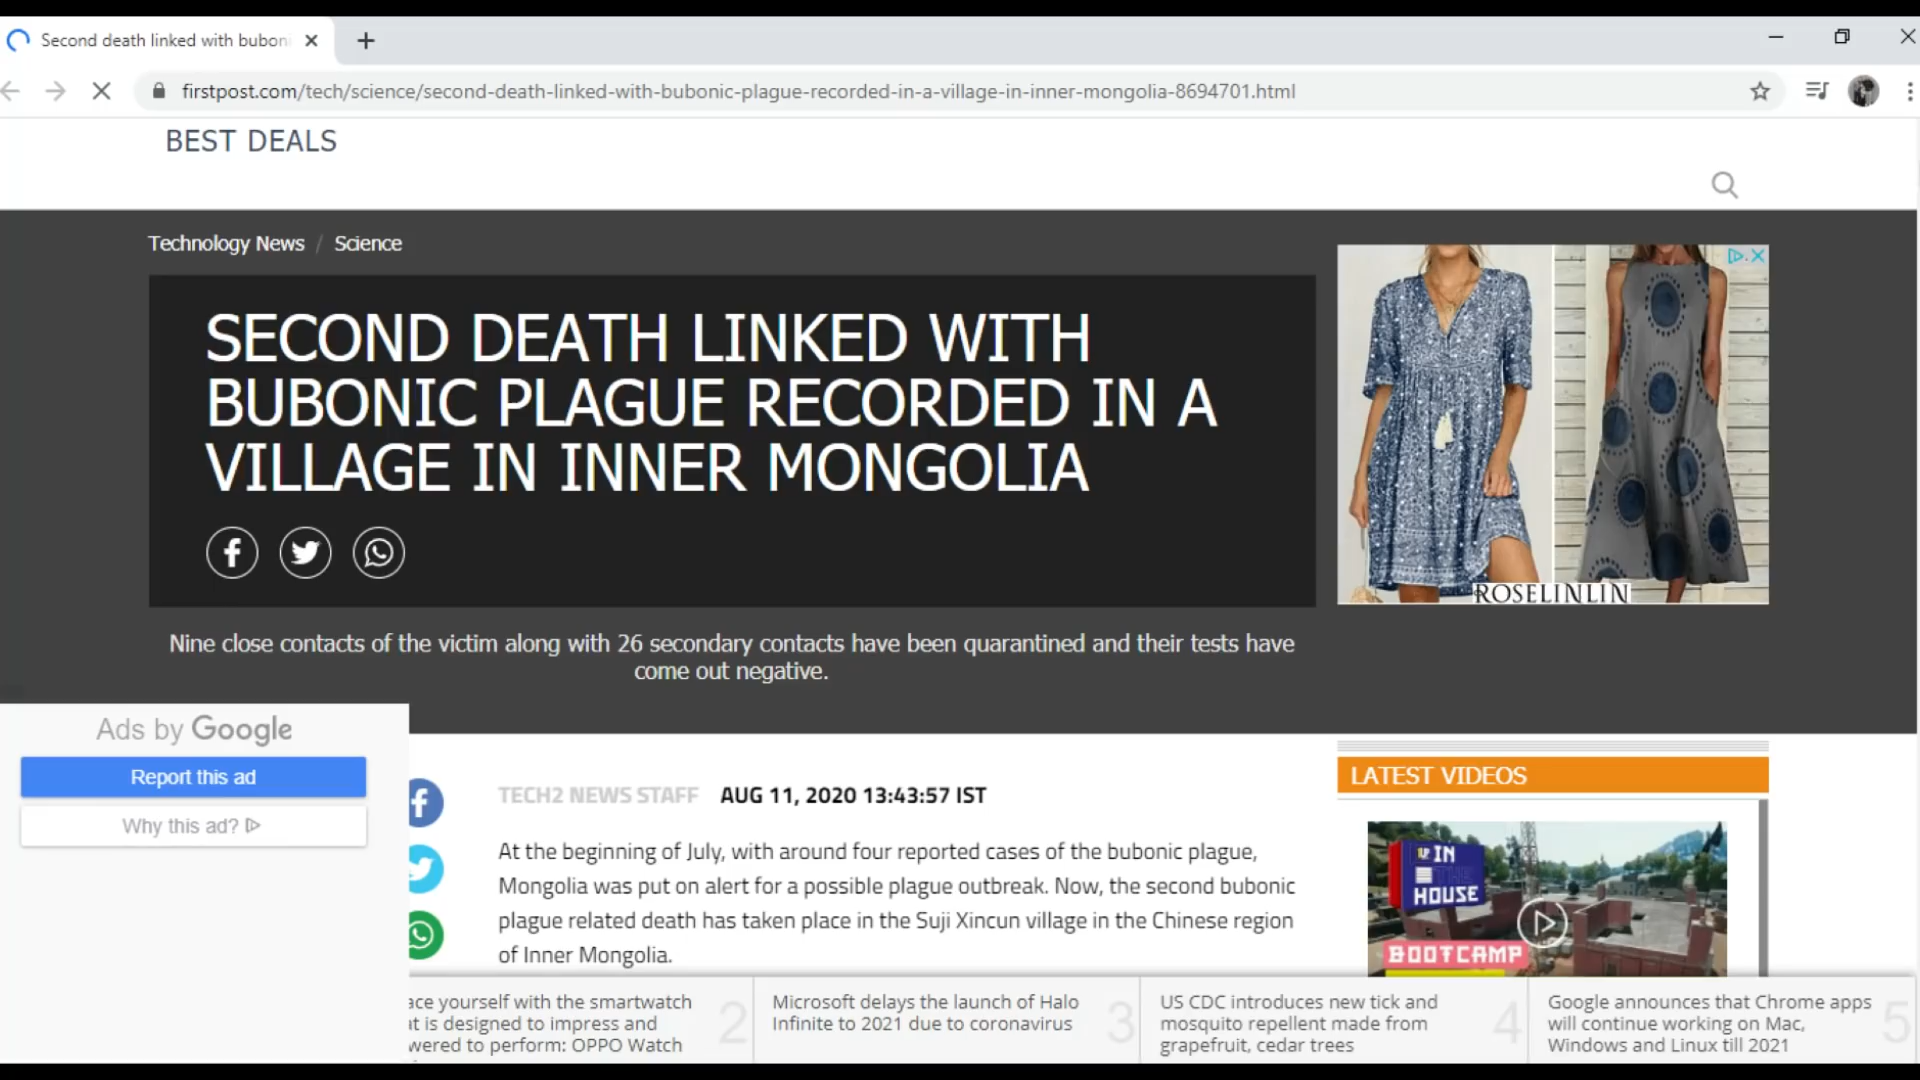 Second death linked with buboni
firstpost.com/tech/science/second-death-linked-with-bubonic-plague-recorded-in-a-village-in-inner-mongolia-8694701.html
BEST DEALS
Technology News / Science
SECOND DEATH LINKED WITH
BUBONIC PLAGUE RECORDED IN A
VILLAGE IN INNER MONGOLIA
ROSELINLIN
Nine close contacts of the victim along with 26 secondary contacts have been quarantined and their tests have
come out negative.
Ads by Google
Report this ad
Why this ad?
TECH2 NEWS STAFF AUG 11, 2020 13:43:57 IST
At the beginning of July, with around four reported cases of the bubonic plague,
Mongolia was put on alert for a possible plague outbreak. Now, the second bubonic
plague related death has taken place in the Suji Xincun village in the Chinese region
of Inner Mongolia.
LATEST VIDEOS
IN
THE
HOUSE
BOOTCAMP
ace yourself with the smartwatch
at is designed to impress and
wered to perform: OPPO Watch
2
Microsoft delays the launch of Halo
Infinite to 2021 due to coronavirus
3
US CDC introduces new tick and
mosquito repellent made from
grapefruit, cedar trees
4
Google announces that Chrome apps
will continue working on Mac,
Windows and Linux till 2021
5